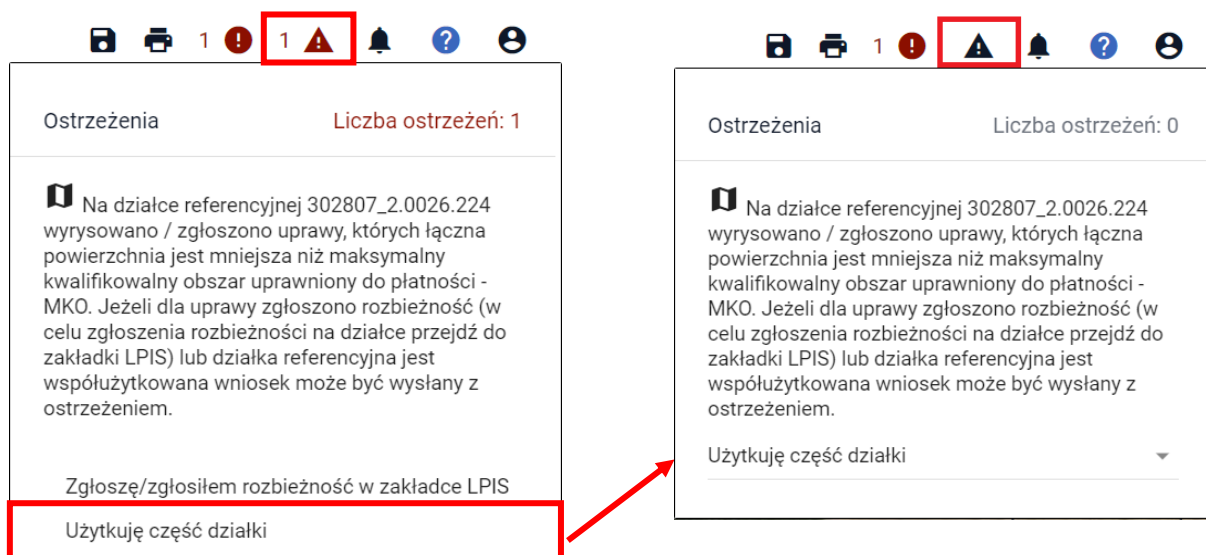 1 ! 1 ! ?
Ostrzeżenia Liczba ostrzeżeń: 1
Na działce referencyjnej 302807_2.0026.224
wyrysowano / zgłoszono uprawy, których łączna
powierzchnia jest mniejsza niż maksymalny
kwalifikowalny obszar uprawniony do płatności -
MKO. Jeżeli dla uprawy zgłoszono rozbieżność (w
celu zgłoszenia rozbieżności na działce przejdź do
zakładki LPIS) lub działka referencyjna jest
współużytkowana wniosek może być wysłany z
ostrzeżeniem.
Zgłoszę/zgłosiłem rozbieżność w zakładce LPIS
Użytkuję część działki
1 ! ! ?
Ostrzeżenia Liczba ostrzeżeń: 0
Na działce referencyjnej 302807_2.0026.224
wyrysowano / zgłoszono uprawy, których łączna
powierzchnia jest mniejsza niż maksymalny
kwalifikowalny obszar uprawniony do płatności -
MKO. Jeżeli dla uprawy zgłoszono rozbieżność (w
celu zgłoszenia rozbieżności na działce przejdź do
zakładki LPIS) lub działka referencyjna jest
współużytkowana wniosek może być wysłany z
ostrzeżeniem.
Użytkuję część działki